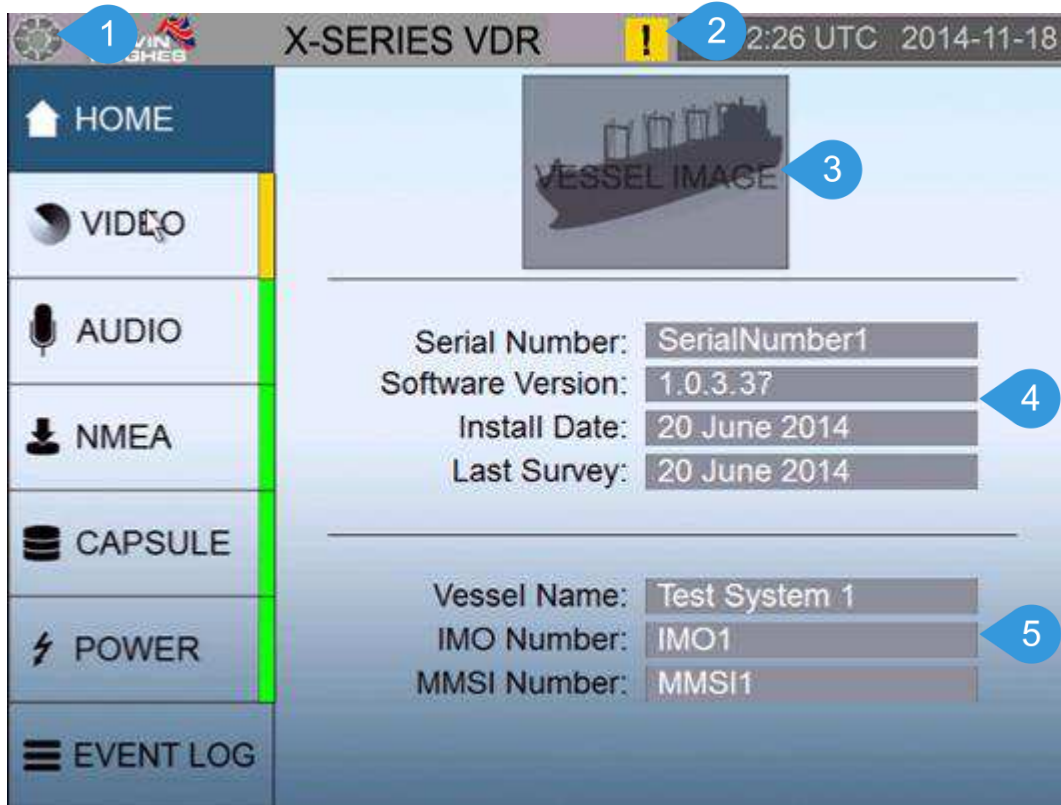 1
X-SERIES VDR
!
2
2:26 UTC 2014-11-18
HOME
VESSEL IMAGE
3
VIDEO
AUDIO
Serial Number: SerialNumber1
Software Version: 1.0.3.37
4
NMEA
Install Date: 20 June 2014
Last Survey: 20 June 2014
CAPSULE
Vessel Name: Test System 1
POWER
IMO Number: IMO1
5
MMSI Number: MMSI1
EVENT LOG